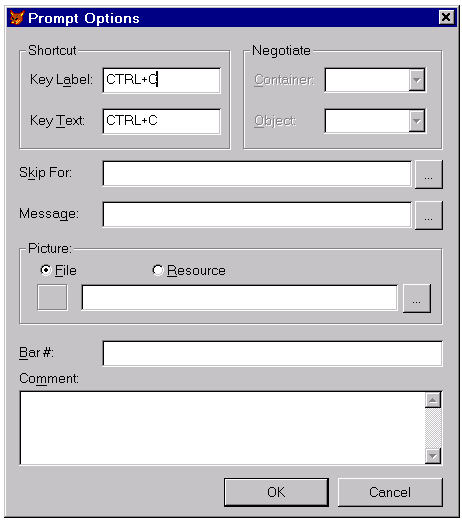 Prompt Options
Shortcut
Key Label: CTRL+C
Key Text: CTRL+C
Negotiate
Container:
Object:
Skip For: ...
Message: ...
Picture:
File Resource
...
Bar #:
Comment:
OK Cancel